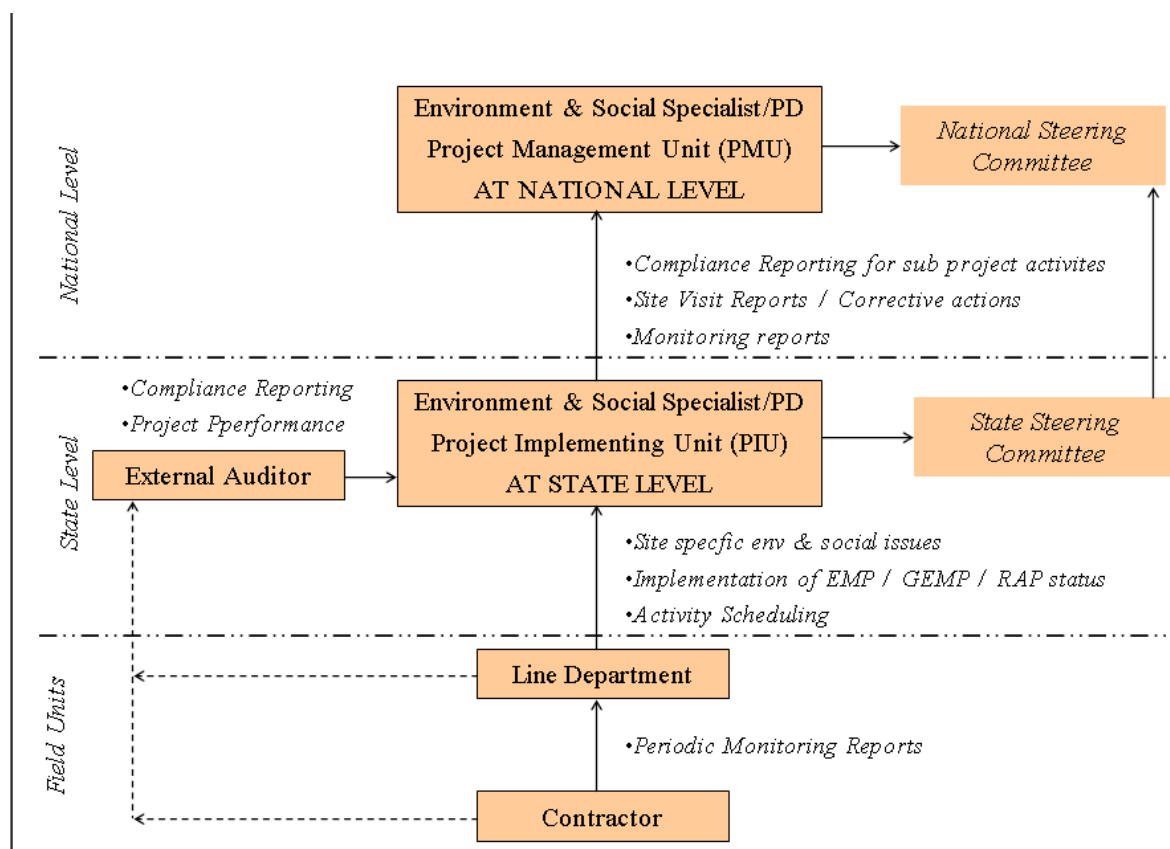 National Level
Environment & Social Specialist/PD
Project Management Unit (PMU)
AT NATIONAL LEVEL
National Steering
Committee
•Compliance Reporting for sub project activites
•Site Visit Reports / Corrective actions
•Monitoring reports
State Level
•Compliance Reporting
•Project Pperformance
External Auditor
Environment & Social Specialist/PD
Project Implementing Unit (PIU)
AT STATE LEVEL
State Steering
Committee
•Site specfic env & social issues
•Implementation of EMP / GEMP / RAP status
•Activity Scheduling
Field Units
Line Department
•Periodic Monitoring Reports
Contractor